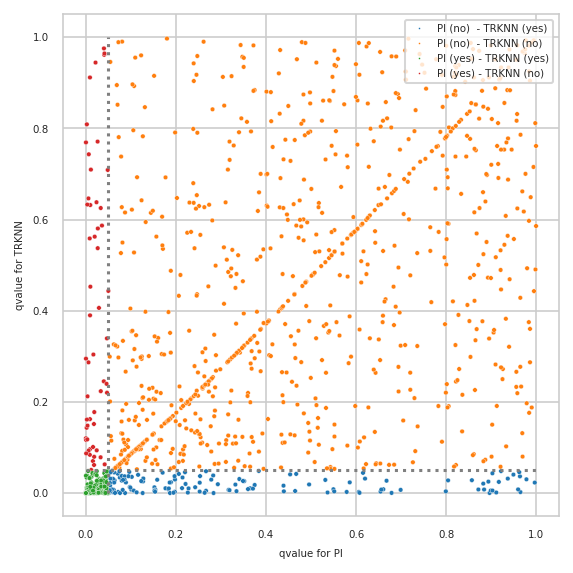 PI (no)  - TRKNN (yes)
PI (no)  - TRKNN (no)
PI (yes) - TRKNN (yes)
PI (yes) - TRKNN (no)
1.0
0.8
0.6
0.4
0.2
0.0
qvalue for TRKNN
0.0 0.2 0.4 0.6 0.8 1.0
qvalue for PI